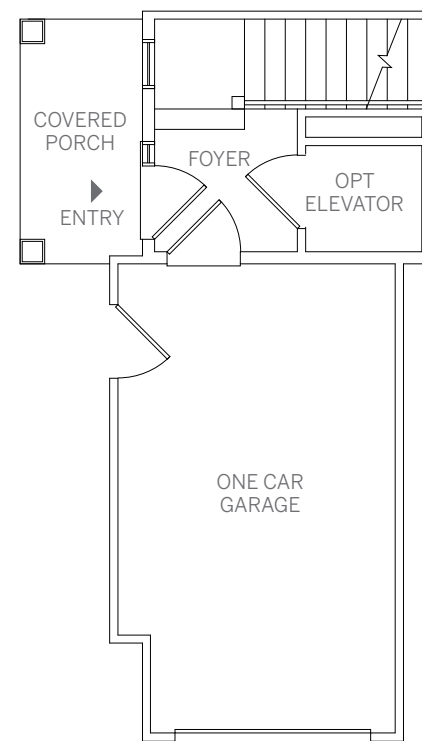 COVERED
PORCH
ENTRY
FOYER
OPT
ELEVATOR
ONE CAR
GARAGE